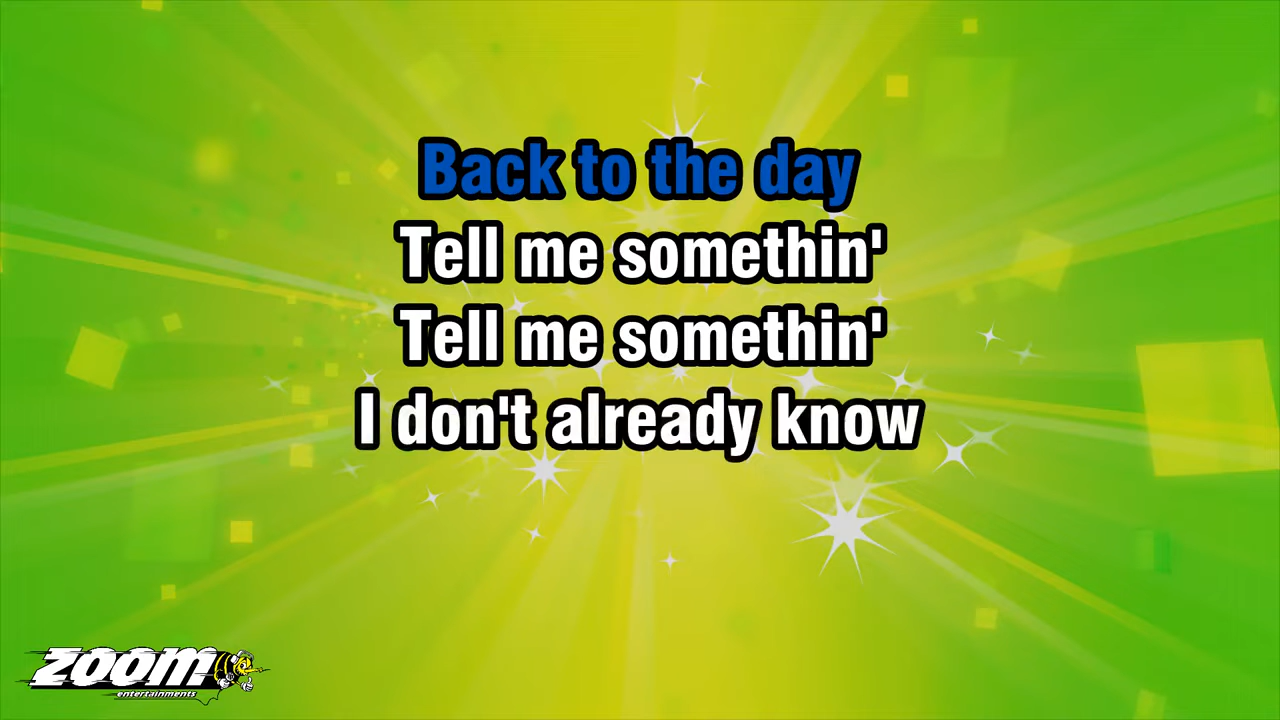 Back to the day
Tell me somethin'
Tell me somethin'
I don't already know
ZOOM
entertainments